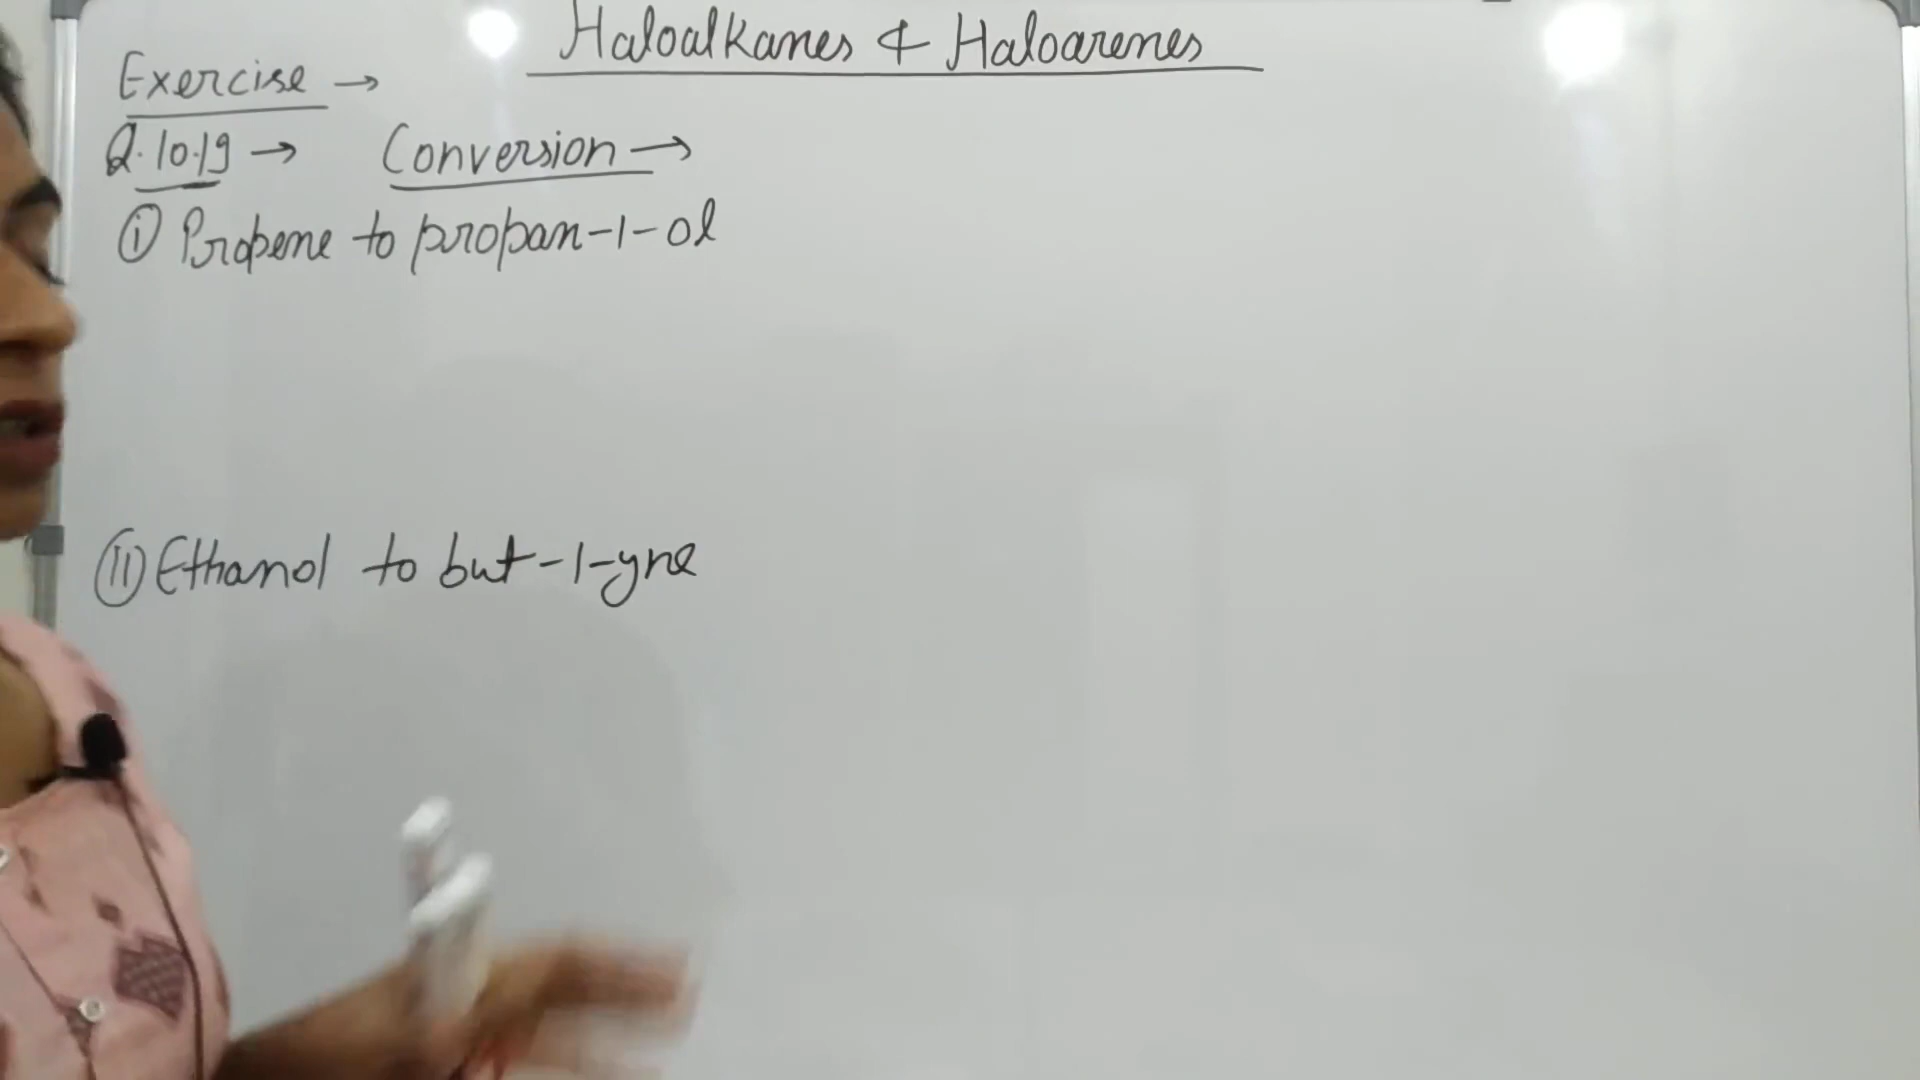 Haloalkanes & Haloarenes
Exercise →
Q.10.19 → Conversion →
(i) Propene to propan-1-ol
(ii) Ethanol to but-1-yne